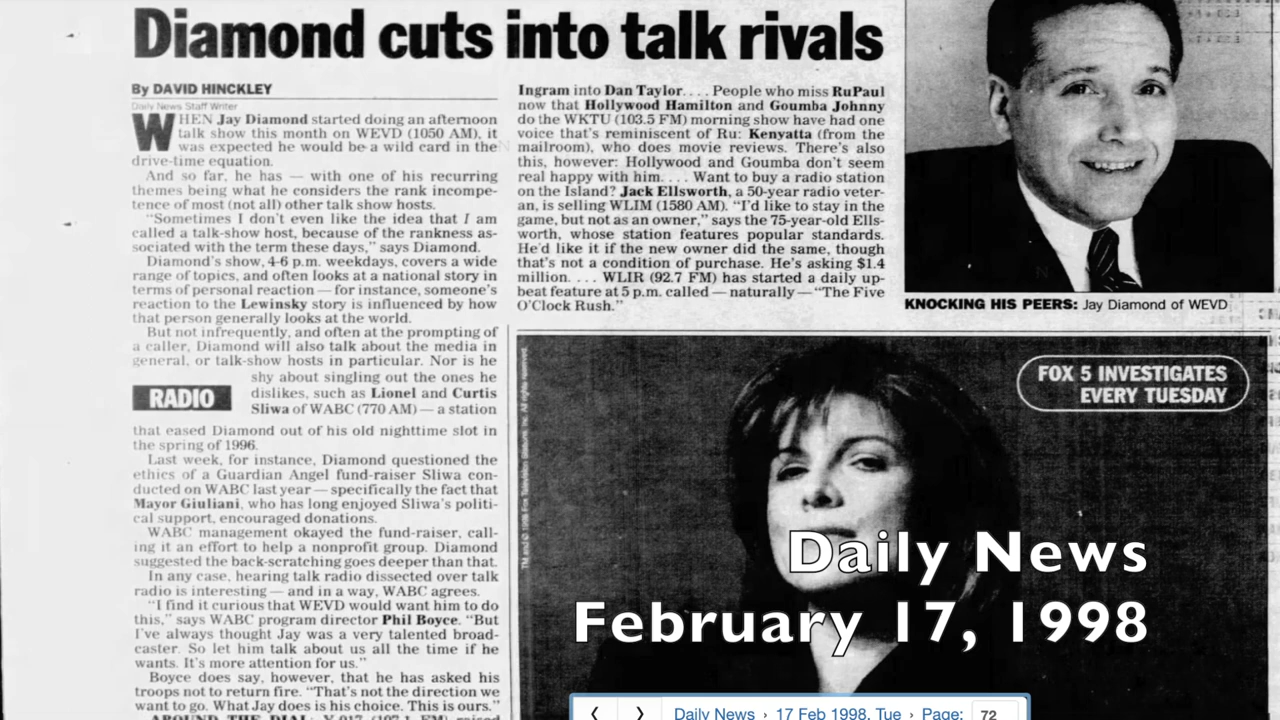 Diamond cuts into talk rivals
By DAVID HINCKLEY
Daily News Staff Writer
WHEN Jay Diamond started doing an afternoon
talk show this month on WEVD (1050 AM), it
was expected he would be a wild card in the
drive-time equation.
And so far, he has — with one of his recurring
themes being what he considers the rank incompe-
tence of most (not all) other talk show hosts.
"Sometimes I don't even like the idea that I am
called a talk-show host, because of the rankness as-
sociated with the term these days," says Diamond.
Diamond's show, 4-6 p.m. weekdays, covers a wide
range of topics, and often looks at a national story in
terms of personal reaction — for instance, someone's
reaction to the Lewinsky story is influenced by how
that person generally looks at the world.
But not infrequently, and often at the prompting of
a caller, Diamond will also talk about the media in
general, or talk-show hosts in particular. Nor is he
shy about singling out the ones he
dislikes, such as Lionel and Curtis
Sliwa of WABC (770 AM) — a station
RADIO
that eased Diamond out of his old nighttime slot in
the spring of 1996.
Last week, for instance, Diamond questioned the
ethics of a Guardian Angel fund-raiser Sliwa con-
ducted on WABC last year — specifically the fact that
Mayor Giuliani, who has long enjoyed Sliwa's politi-
cal support, encouraged donations.
WABC management okayed the fund-raiser, call-
ing it an effort to help a nonprofit group. Diamond
suggested the back-scratching goes deeper than that.
In any case, hearing talk radio dissected over talk
radio is interesting — and in a way, WABC agrees.
"I find it curious that WEVD would want him to do
this," says WABC program director Phil Boyce. "But
I've always thought Jay was a very talented broad-
caster. So let him talk about us all the time if he
wants. It's more attention for us."
Boyce does say, however, that he has asked his
troops not to return fire. "That's not the direction we
want to go. What Jay does is his choice. This is ours."
AROUND THE DIAL:
Ingram into Dan Taylor. . . . People who miss RuPaul
now that Hollywood Hamilton and Goumba Johnny
do the WKTU (103.5 FM) morning show have had one
voice that's reminiscent of Ru: Kenyatta (from the
mailroom), who does movie reviews. There's also
this, however: Hollywood and Goumba don't seem
real happy with him. . . . Want to buy a radio station
on the Island? Jack Ellsworth, a 50-year radio veter-
an, is selling WLIM (1580 AM). "I'd like to stay in the
game, but not as an owner," says the 75-year-old Ells-
worth, whose station features popular standards.
He'd like it if the new owner did the same, though
that's not a condition of purchase. He's asking $1.4
million. . . . WLIR (92.7 FM) has started a daily up-
beat feature at 5 p.m. called — naturally — "The Five
O'Clock Rush."
KNOCKING HIS PEERS: Jay Diamond of WEVD
FOX 5 INVESTIGATES
EVERY TUESDAY
Daily News
February 17, 1998
Daily News › 17 Feb 1998, Tue › Page: 72